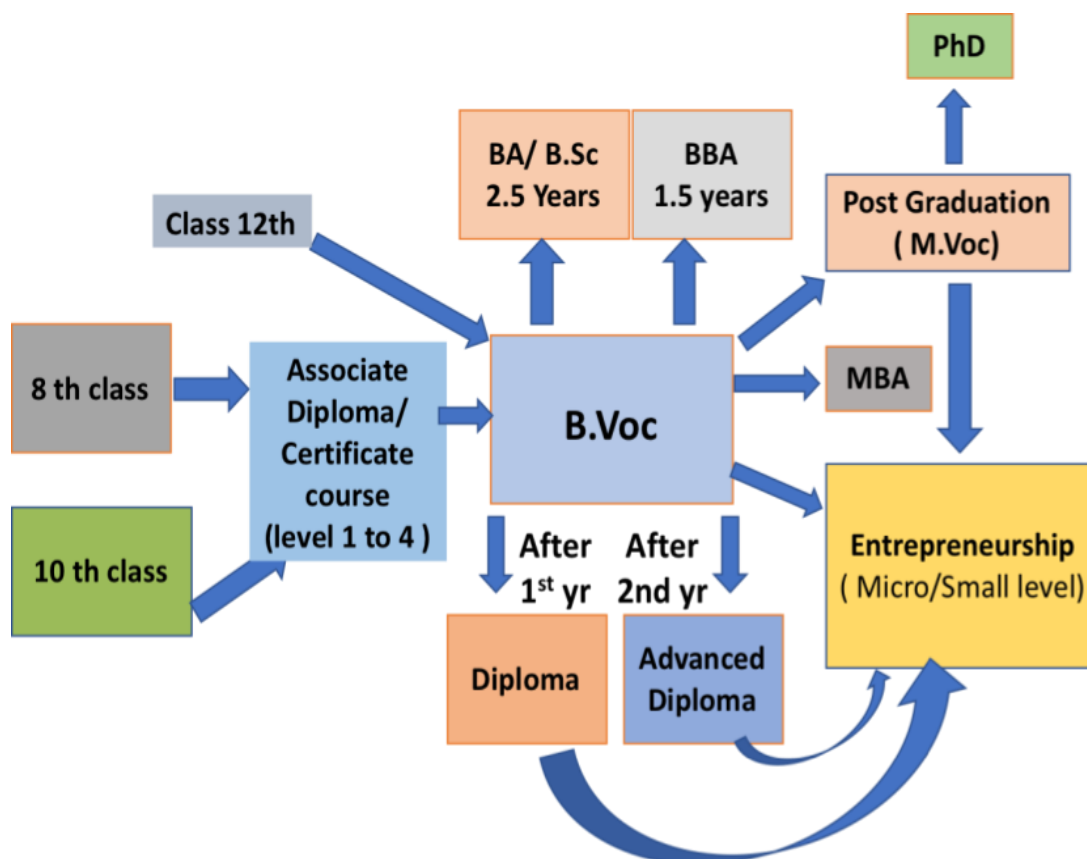 PhD
BA/ B.Sc
2.5 Years
BBA
1.5 years
Post Graduation
( M.Voc)
Class 12th
8 th class
Associate
Diploma/
Certificate
course
(level 1 to 4 )
B.Voc
MBA
10 th class
After
1st yr
After
2nd yr
Entrepreneurship
( Micro/Small level)
Diploma
Advanced
Diploma